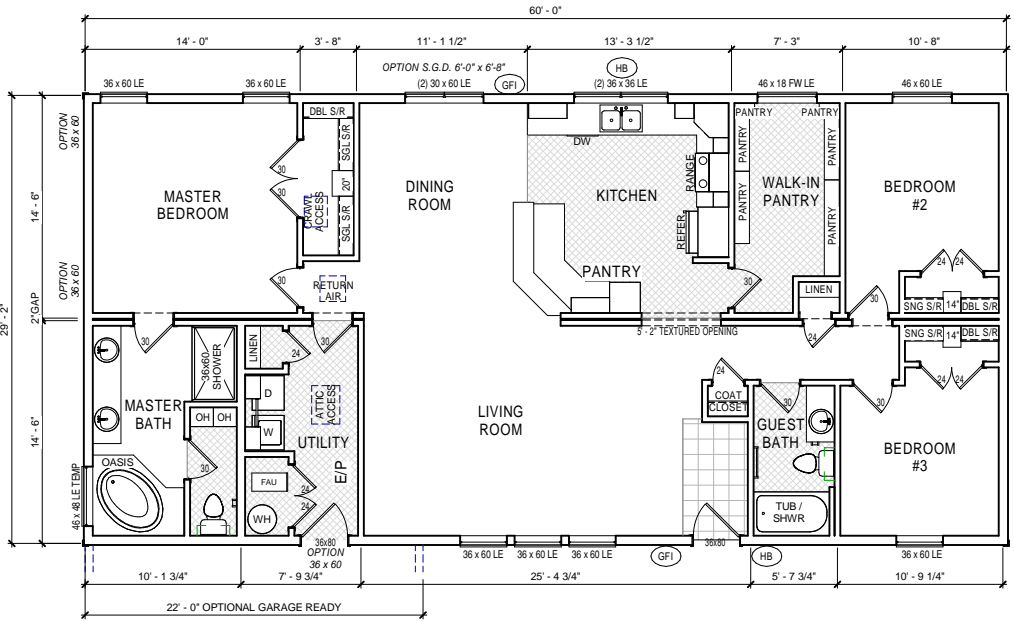 60' - 0"
14' - 0"
3' - 8"
11' - 1 1/2"
13' - 3 1/2"
7' - 3"
10' - 8"
OPTION S.G.D. 6'-0" x 6'-8"
HB
36 x 60 LE
36 x 60 LE
(2) 30 x 60 LE
GFI
(2) 36 x 36 LE
46 x 18 FW LE
46 x 60 LE
OPTION
36 x 60
DBL S/R
SGL S/R
20"
SGL S/R
30
30
CRAWL
ACCESS
MASTER
BEDROOM
DINING
ROOM
DW
KITCHEN
RANGE
REFER.
PANTRY
PANTRY
PANTRY
PANTRY
PANTRY
PANTRY
PANTRY
WALK-IN
PANTRY
BEDROOM
#2
14' - 6"
29' - 2"
2" GAP
OPTION
36 x 60
30
RETURN
AIR
PANTRY
30
LINEN
30
24
24
SNG S/R
14"
DBL S/R
5' - 2" TEXTURED OPENING
30
36x60
SHOWER
LINEN
24
30
24
SNG S/R
14"
DBL S/R
24
24
D
ATTIC
ACCESS
24
COAT
CLOSET
30
30
MASTER
BATH
OH
OH
W
UTILITY
LIVING
ROOM
GUEST
BATH
BEDROOM
#3
14' - 6"
OASIS
30
FAU
24
24
E/P
WH
TUB /
SHWR
46 x 48 LE TEMP
36x80
OPTION
36 x 60
36 x 60 LE
36 x 60 LE
36 x 60 LE
GFI
36x80
HB
36 x 60 LE
10' - 1 3/4"
7' - 9 3/4"
25' - 4 3/4"
5' - 7 3/4"
10' - 9 1/4"
22' - 0" OPTIONAL GARAGE READY